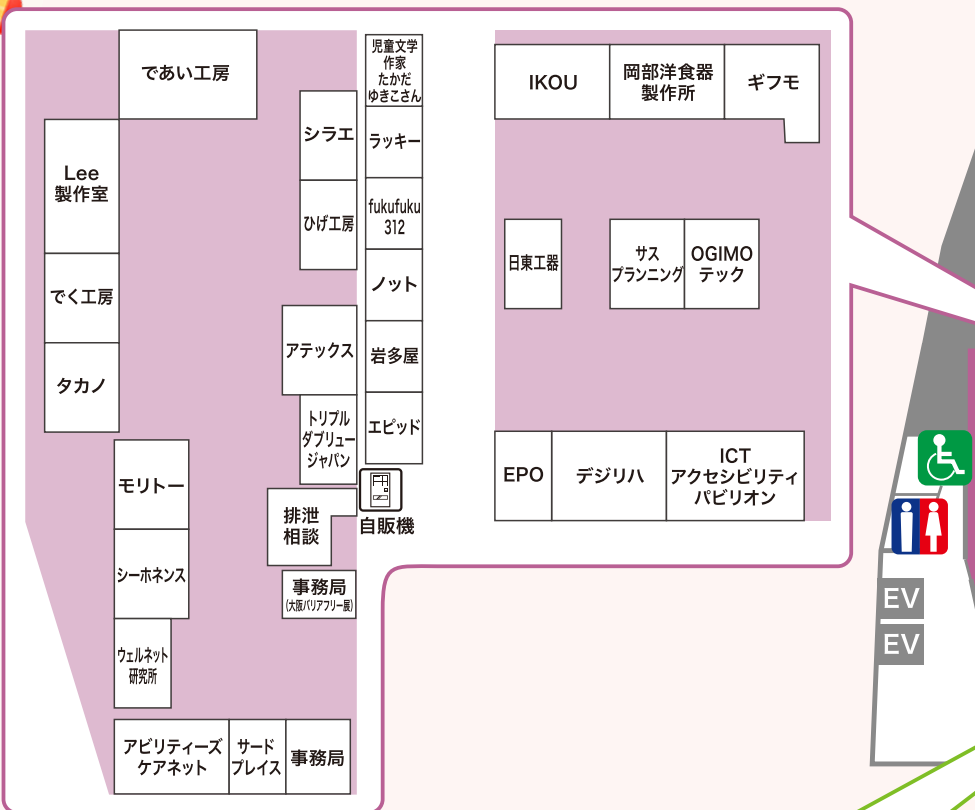 であい工房
Lee
製作室
でく工房
タカノ
モリトー
シーホネンス
ウェルネット
研究所
アビリティーズ
ケアネット
サード
プレイス
事務局
シラエ
ひげ工房
アテックス
トリプル
ダブリュー
ジャパン
排泄
相談
事務局
(大阪バリアフリー展)
児童文学
作家
たかだ
ゆきこさん
ラッキー
fukufuku
312
ノット
岩多屋
エピッド
自販機
IKOU
岡部洋食器
製作所
ギフモ
日東工器
サス
プランニング
OGIMO
テック
EPO
デジリハ
ICT
アクセシビリティ
パビリオン
EV
EV